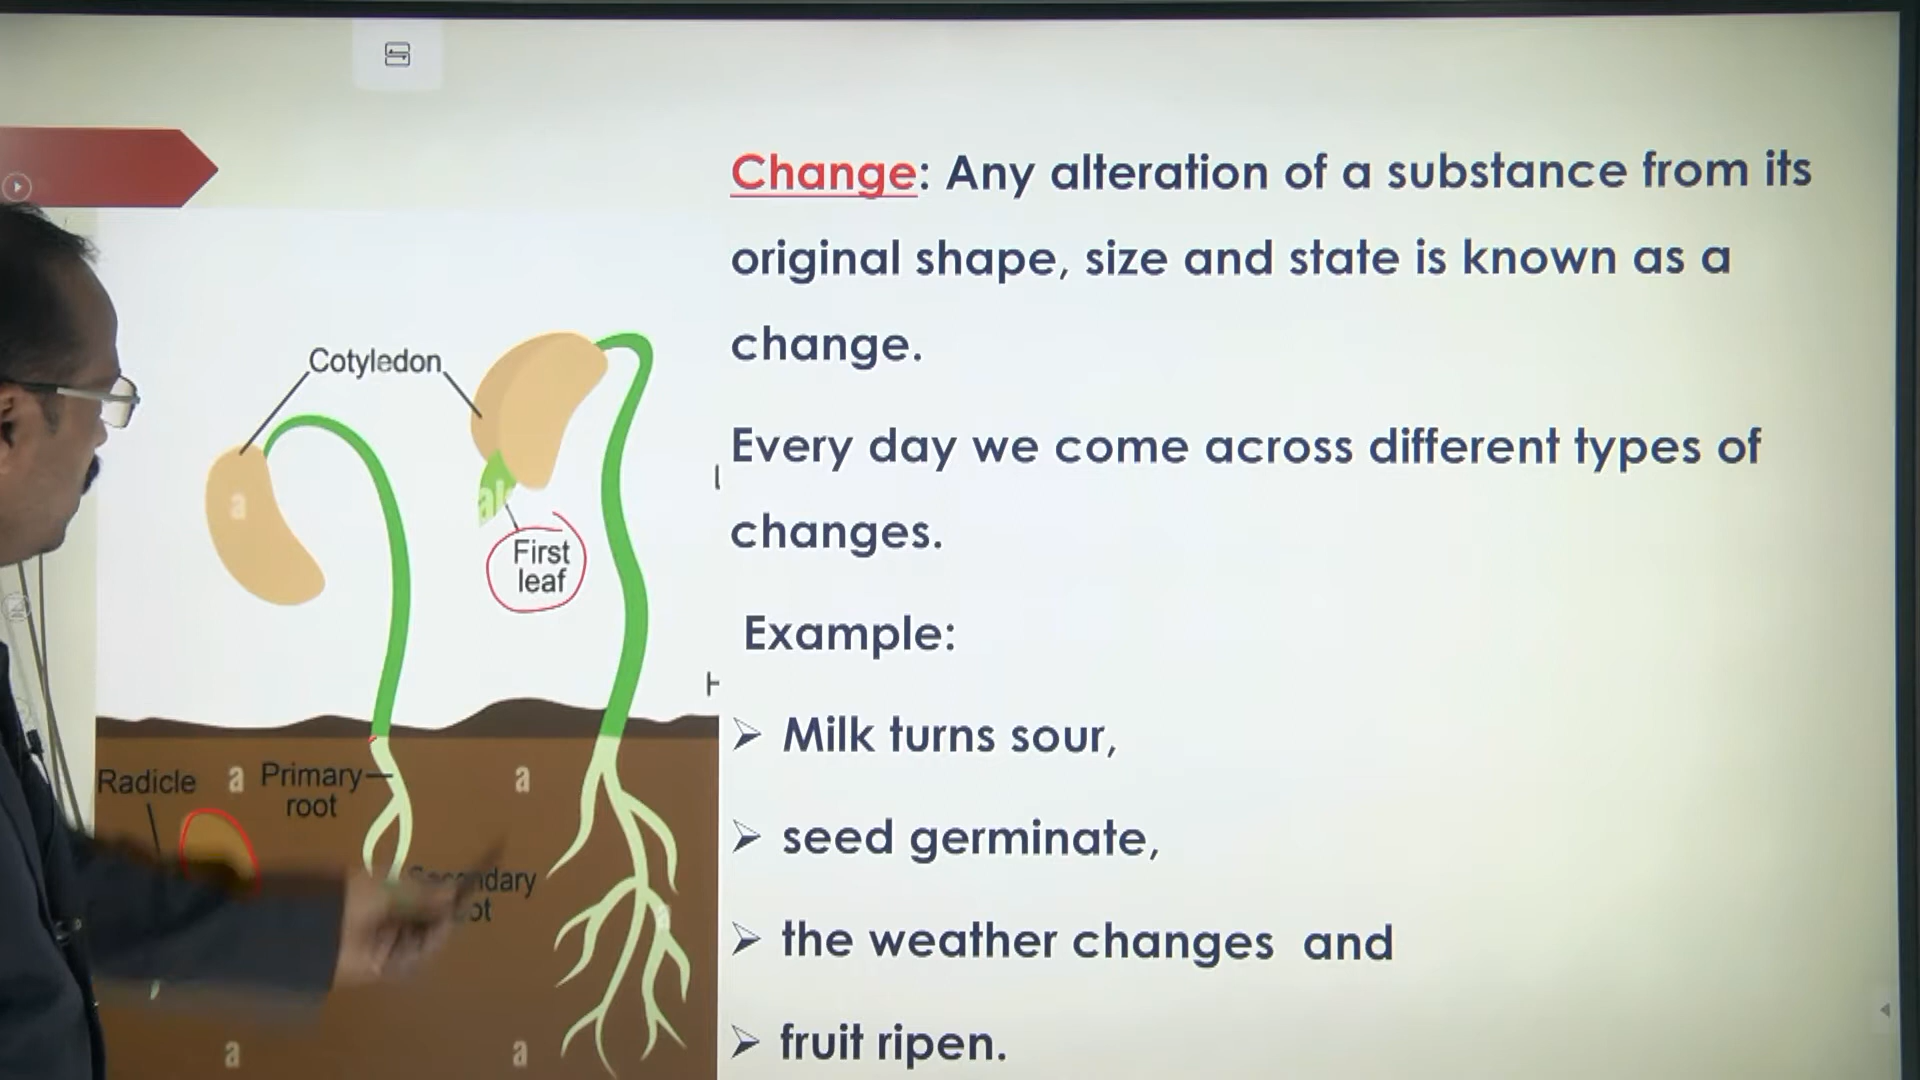 Change: Any alteration of a substance from its
original shape, size and state is known as a
change.
Every day we come across different types of
changes.
Example:
➢ Milk turns sour,
➢ seed germinate,
➢ the weather changes and
➢ fruit ripen.
Cotyledon
a
al
First
leaf
H
Radicle
a
Primary
root
a
a
a